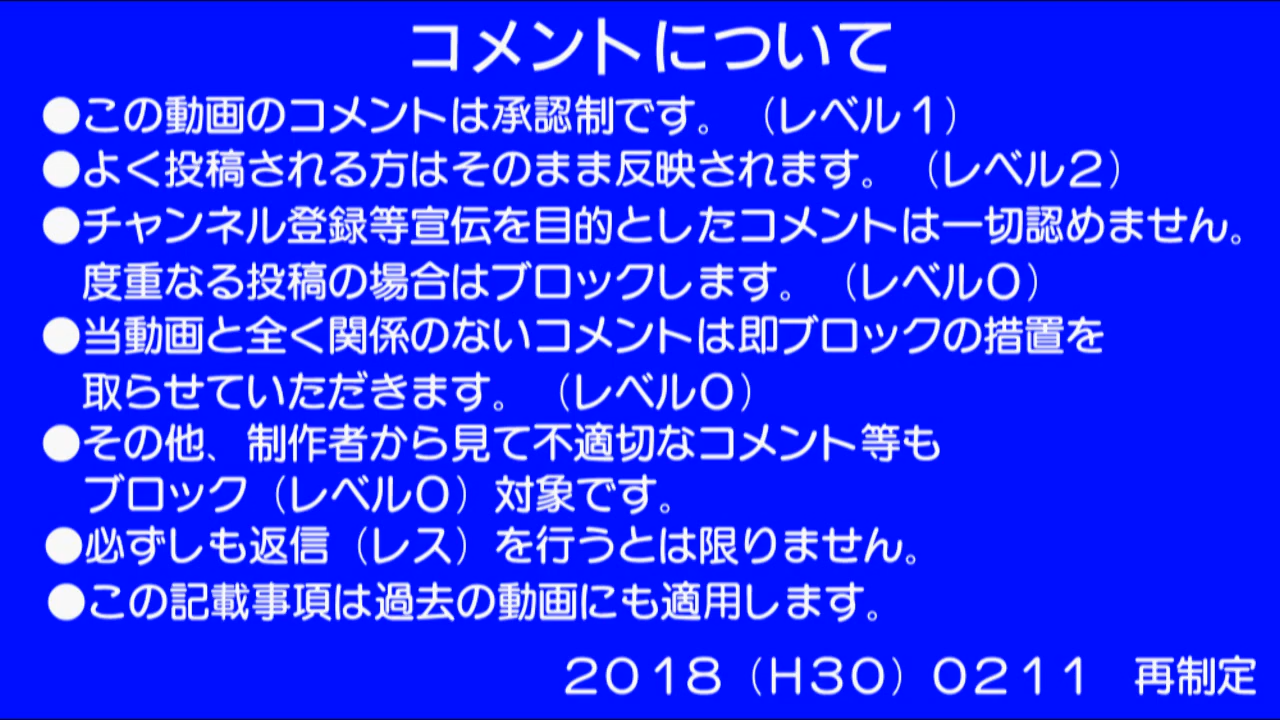 コメントについて
●この動画のコメントは承認制です。（レベル１）
●よく投稿される方はそのまま反映されます。（レベル２）
●チャンネル登録等宣伝を目的としたコメントは一切認めません。
度重なる投稿の場合はブロックします。（レベル０）
●当動画と全く関係のないコメントは即ブロックの措置を
取らせていただきます。（レベル０）
●その他、制作者から見て不適切なコメント等も
ブロック（レベル０）対象です。
●必ずしも返信（レス）を行うとは限りません。
●この記載事項は過去の動画にも適用します。
２０１８（Ｈ３０）０２１１　再制定